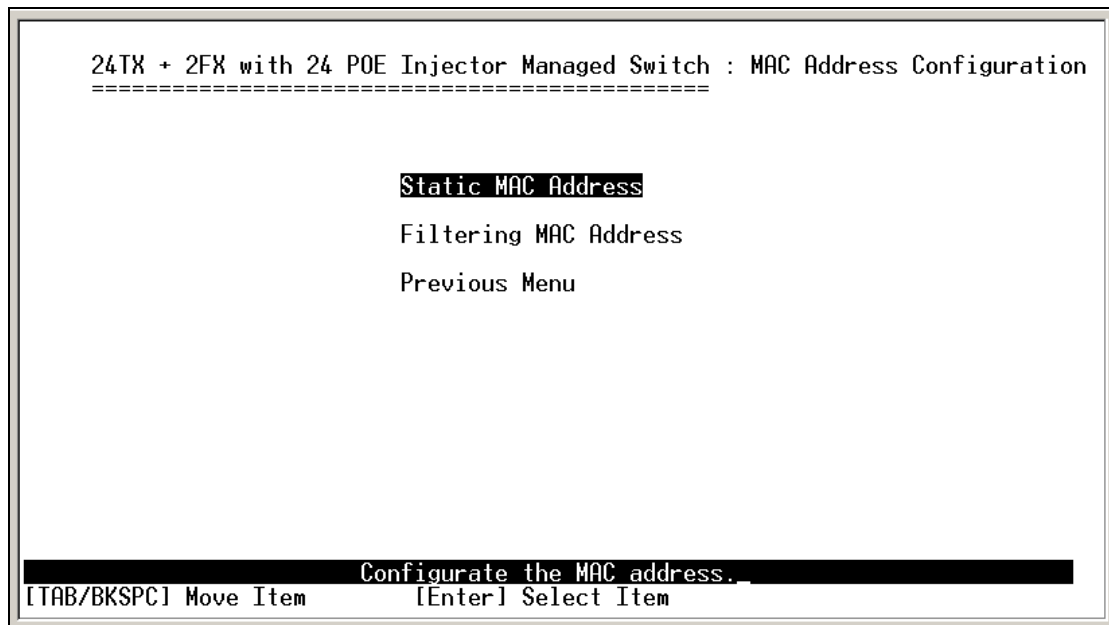 24TX + 2FX with 24 POE Injector Managed Switch : MAC Address Configuration
==============================================
Static MAC Address
Filtering MAC Address
Previous Menu
Configurate the MAC address._
[TAB/BKSPC] Move Item [Enter] Select Item